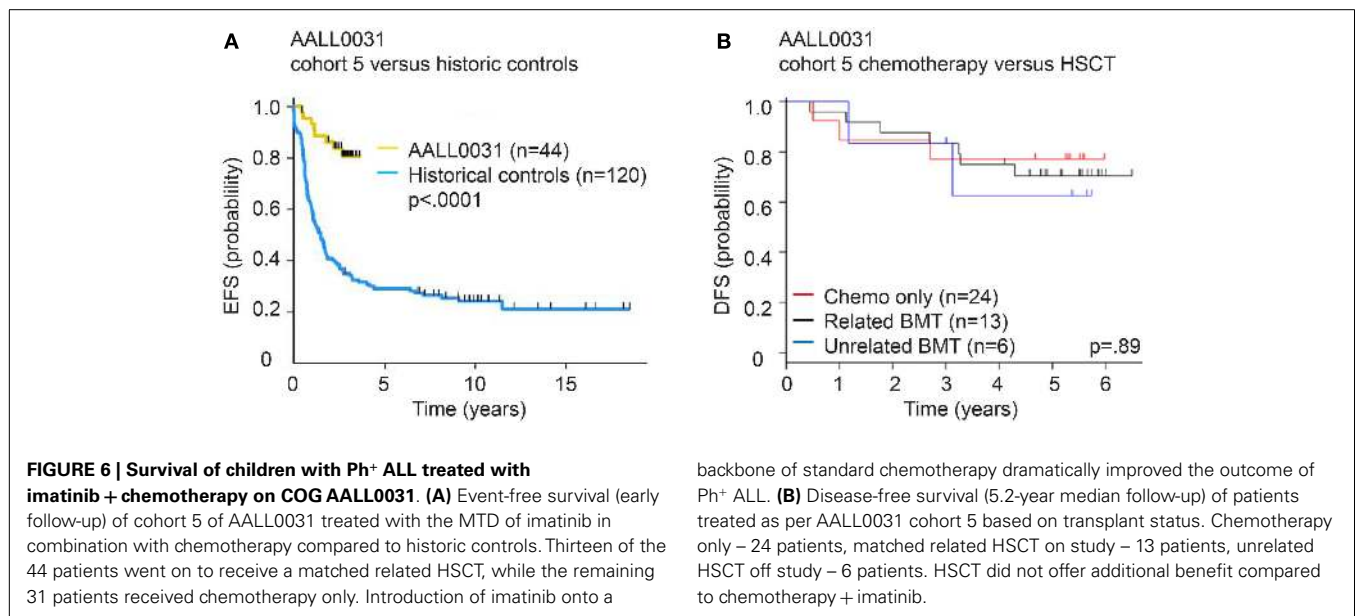 A
AALL0031
cohort 5 versus historic controls
1.0
0.8
0.6
0.4
0.2
0
EFS (probablility)
AALL0031 (n=44)
Historical controls (n=120)
p<.0001
0 5 10 15
Time (years)
B
AALL0031
cohort 5 chemotherapy versus HSCT
1.0
0.8
0.6
0.4
0.2
0
DFS (probability)
Chemo only (n=24)
Related BMT (n=13)
Unrelated BMT (n=6) p=.89
0 1 2 3 4 5 6
Time (years)
FIGURE 6 | Survival of children with Ph+ ALL treated with
imatinib + chemotherapy on COG AALL0031. (A) Event-free survival (early
follow-up) of cohort 5 of AALL0031 treated with the MTD of imatinib in
combination with chemotherapy compared to historic controls. Thirteen of the
44 patients went on to receive a matched related HSCT, while the remaining
31 patients received chemotherapy only. Introduction of imatinib onto a
backbone of standard chemotherapy dramatically improved the outcome of
Ph+ ALL. (B) Disease-free survival (5.2-year median follow-up) of patients
treated as per AALL0031 cohort 5 based on transplant status. Chemotherapy
only – 24 patients, matched related HSCT on study – 13 patients, unrelated
HSCT off study – 6 patients. HSCT did not offer additional benefit compared
to chemotherapy + imatinib.